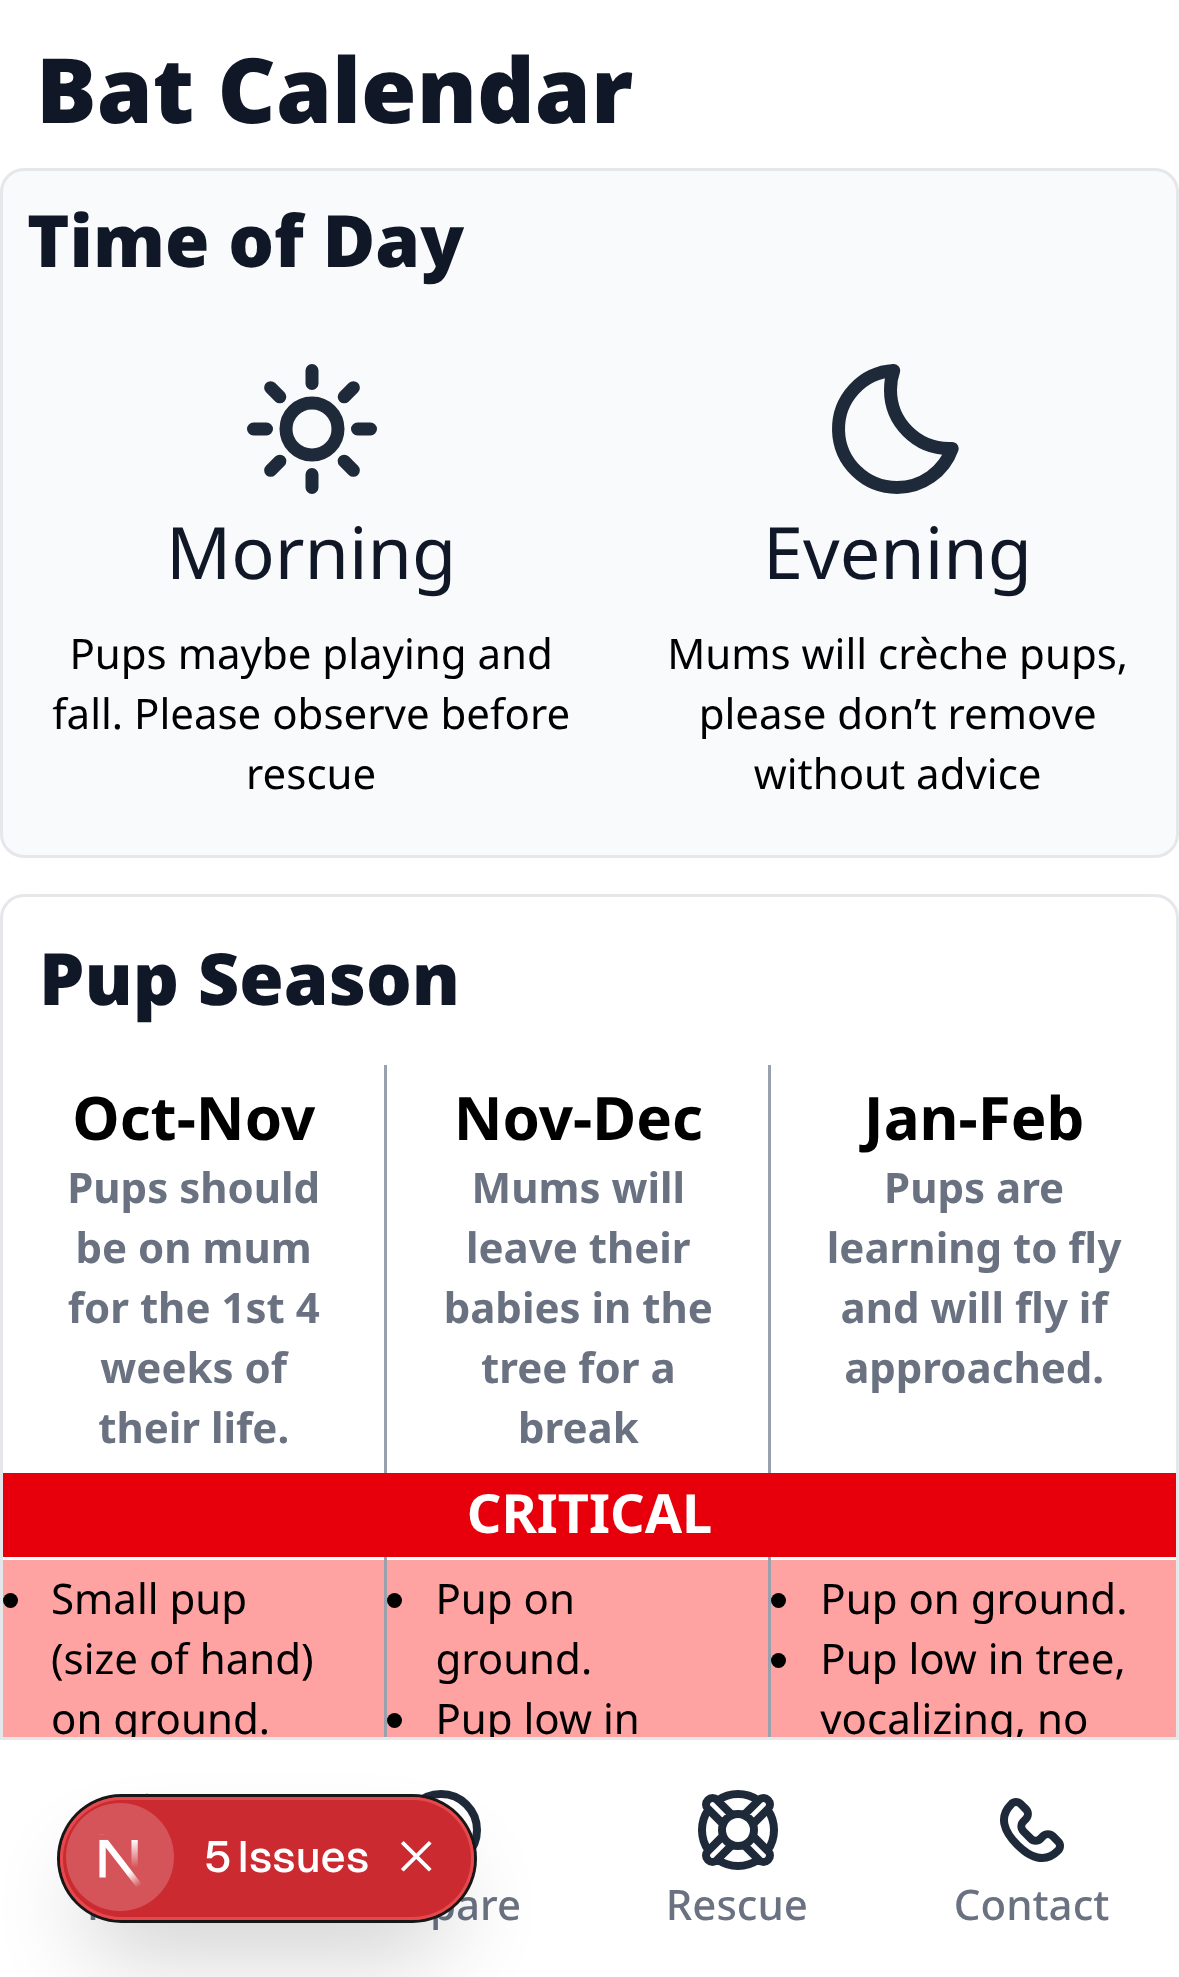 Bat Calendar
Time of Day
Morning
Pups maybe playing and
fall. Please observe before
rescue
Evening
Mums will crèche pups,
please don’t remove
without advice
Pup Season
Oct-Nov
Pups should
be on mum
for the 1st 4
weeks of
their life.
Nov-Dec
Mums will
leave their
babies in the
tree for a
break
Jan-Feb
Pups are
learning to fly
and will fly if
approached.
CRITICAL
Small pup
(size of hand)
on ground.
Pup on
ground.
Pup low in
Pup on ground.
Pup low in tree,
vocalizing, no
N
5 Issues
Rescue
Contact